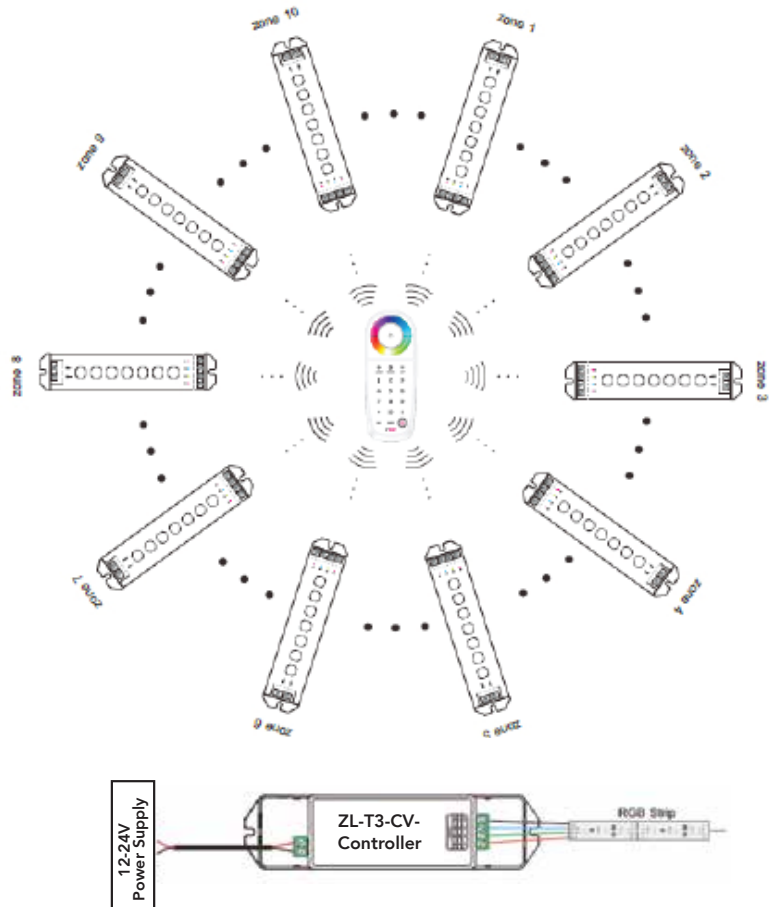 zone 10
zone 1
zone 9
zone 2
zone 8
zone 3
zone 7
zone 4
zone 6
zone 5
12-24V
Power Supply
ZL-T3-CV-
Controller
RGB Strip